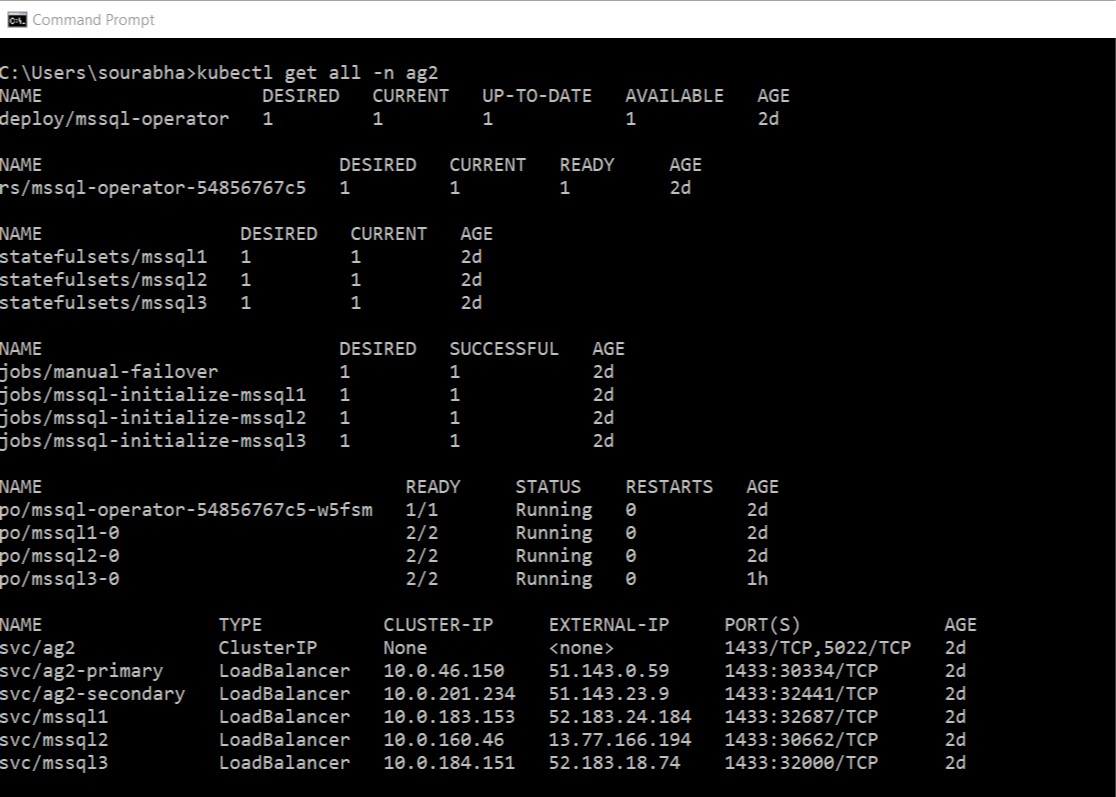 Command Prompt
C:\Users\sourabha>kubectl get all -n ag2
NAME DESIRED CURRENT UP-TO-DATE AVAILABLE AGE
deploy/mssql-operator 1 1 1 1 2d
NAME DESIRED CURRENT READY AGE
rs/mssql-operator-54856767c5 1 1 1 2d
NAME DESIRED CURRENT AGE
statefulsets/mssql1 1 1 2d
statefulsets/mssql2 1 1 2d
statefulsets/mssql3 1 1 2d
NAME DESIRED SUCCESSFUL AGE
jobs/manual-failover 1 1 2d
jobs/mssql-initialize-mssql1 1 1 2d
jobs/mssql-initialize-mssql2 1 1 2d
jobs/mssql-initialize-mssql3 1 1 2d
NAME READY STATUS RESTARTS AGE
po/mssql-operator-54856767c5-w5fsm 1/1 Running 0 2d
po/mssql1-0 2/2 Running 0 2d
po/mssql2-0 2/2 Running 0 2d
po/mssql3-0 2/2 Running 0 1h
NAME TYPE CLUSTER-IP EXTERNAL-IP PORT(S) AGE
svc/ag2 ClusterIP None <none> 1433/TCP,5022/TCP 2d
svc/ag2-primary LoadBalancer 10.0.46.150 51.143.0.59 1433:30334/TCP 2d
svc/ag2-secondary LoadBalancer 10.0.201.234 51.143.23.9 1433:32441/TCP 2d
svc/mssql1 LoadBalancer 10.0.183.153 52.183.24.184 1433:32687/TCP 2d
svc/mssql2 LoadBalancer 10.0.160.46 13.77.166.194 1433:30662/TCP 2d
svc/mssql3 LoadBalancer 10.0.184.151 52.183.18.74 1433:32000/TCP 2d